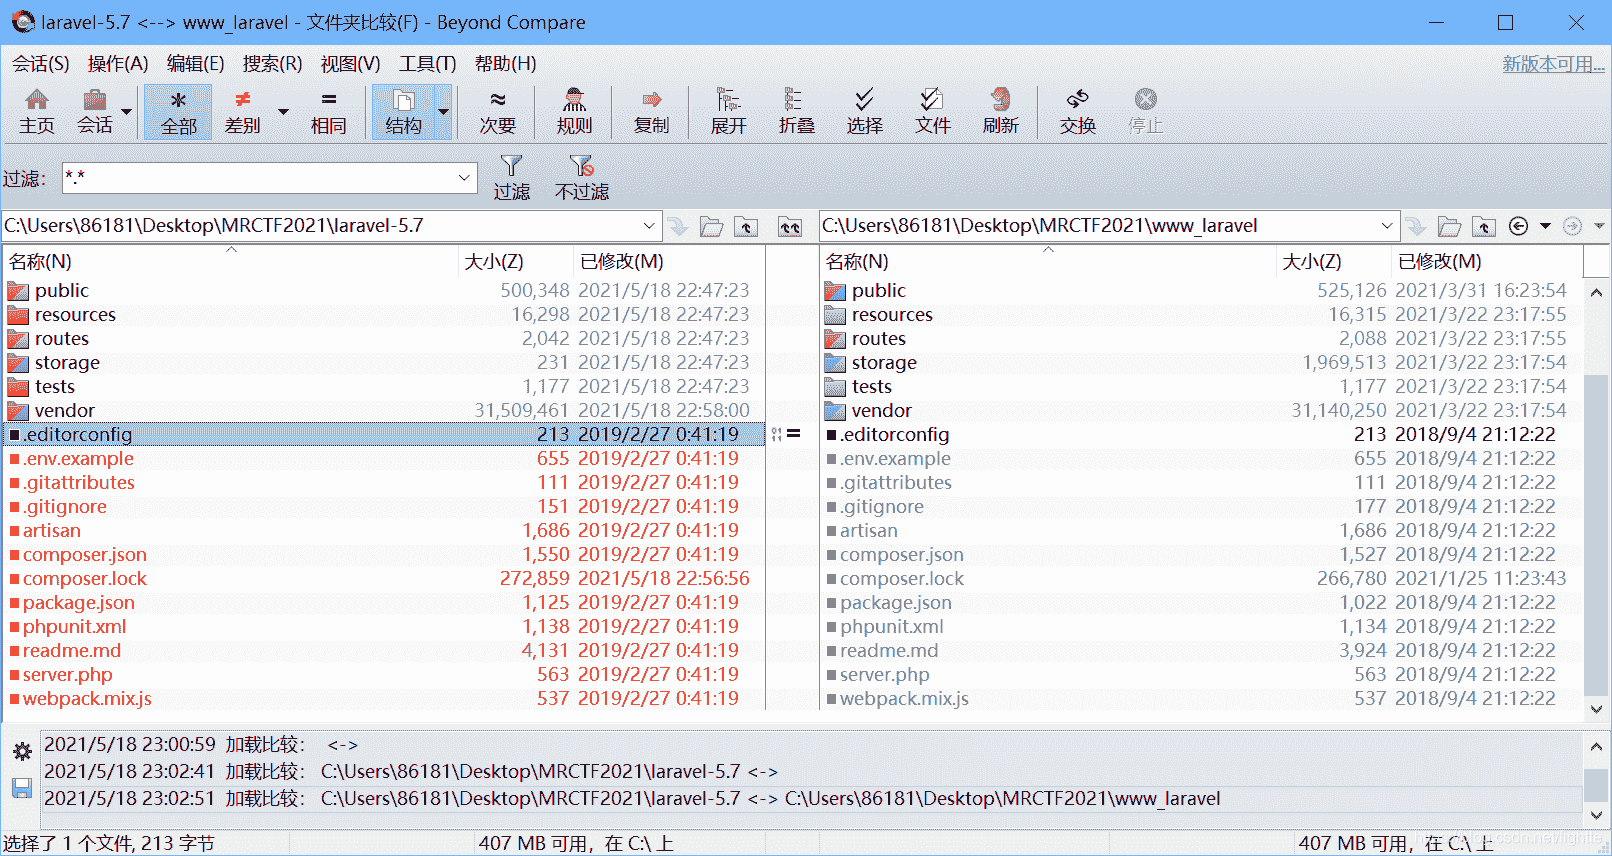 laravel-5.7 <--> www_laravel - 文件夹比较(F) - Beyond Compare
会话(S) 操作(A) 编辑(E) 搜索(R) 视图(V) 工具(T) 帮助(H) 新版本可用...
主页 会话 全部 差别 相同 结构 次要 规则 复制 展开 折叠 选择 文件 刷新 交换 停止
过滤: *.* 过滤 不过滤
C:\Users\86181\Desktop\MRCTF2021\laravel-5.7 C:\Users\86181\Desktop\MRCTF2021\www_laravel
名称(N) 大小(Z) 已修改(M) 名称(N) 大小(Z) 已修改(M)
public 500,348 2021/5/18 22:47:23 public 525,126 2021/3/31 16:23:54
resources 16,298 2021/5/18 22:47:23 resources 16,315 2021/3/22 23:17:55
routes 2,042 2021/5/18 22:47:23 routes 2,088 2021/3/22 23:17:55
storage 231 2021/5/18 22:47:23 storage 1,969,513 2021/3/22 23:17:54
tests 1,177 2021/5/18 22:47:23 tests 1,177 2021/3/22 23:17:54
vendor 31,509,461 2021/5/18 22:58:00 vendor 31,140,250 2021/3/22 23:17:54
.editorconfig 213 2019/2/27 0:41:19 = .editorconfig 213 2018/9/4 21:12:22
.env.example 655 2019/2/27 0:41:19 .env.example 655 2018/9/4 21:12:22
.gitattributes 111 2019/2/27 0:41:19 .gitattributes 111 2018/9/4 21:12:22
.gitignore 151 2019/2/27 0:41:19 .gitignore 177 2018/9/4 21:12:22
artisan 1,686 2019/2/27 0:41:19 artisan 1,686 2018/9/4 21:12:22
composer.json 1,550 2019/2/27 0:41:19 composer.json 1,527 2018/9/4 21:12:22
composer.lock 272,859 2021/5/18 22:56:56 composer.lock 266,780 2021/1/25 11:23:43
package.json 1,125 2019/2/27 0:41:19 package.json 1,022 2018/9/4 21:12:22
phpunit.xml 1,138 2019/2/27 0:41:19 phpunit.xml 1,134 2018/9/4 21:12:22
readme.md 4,131 2019/2/27 0:41:19 readme.md 3,924 2018/9/4 21:12:22
server.php 563 2019/2/27 0:41:19 server.php 563 2018/9/4 21:12:22
webpack.mix.js 537 2019/2/27 0:41:19 webpack.mix.js 537 2018/9/4 21:12:22
2021/5/18 23:00:59 加载比较: <->
2021/5/18 23:02:41 加载比较: C:\Users\86181\Desktop\MRCTF2021\laravel-5.7 <->
2021/5/18 23:02:51 加载比较: C:\Users\86181\Desktop\MRCTF2021\laravel-5.7 <-> C:\Users\86181\Desktop\MRCTF2021\www_laravel
选择了 1 个文件, 213 字节 407 MB 可用，在 C:\ 上 407 MB 可用，在 C:\ 上